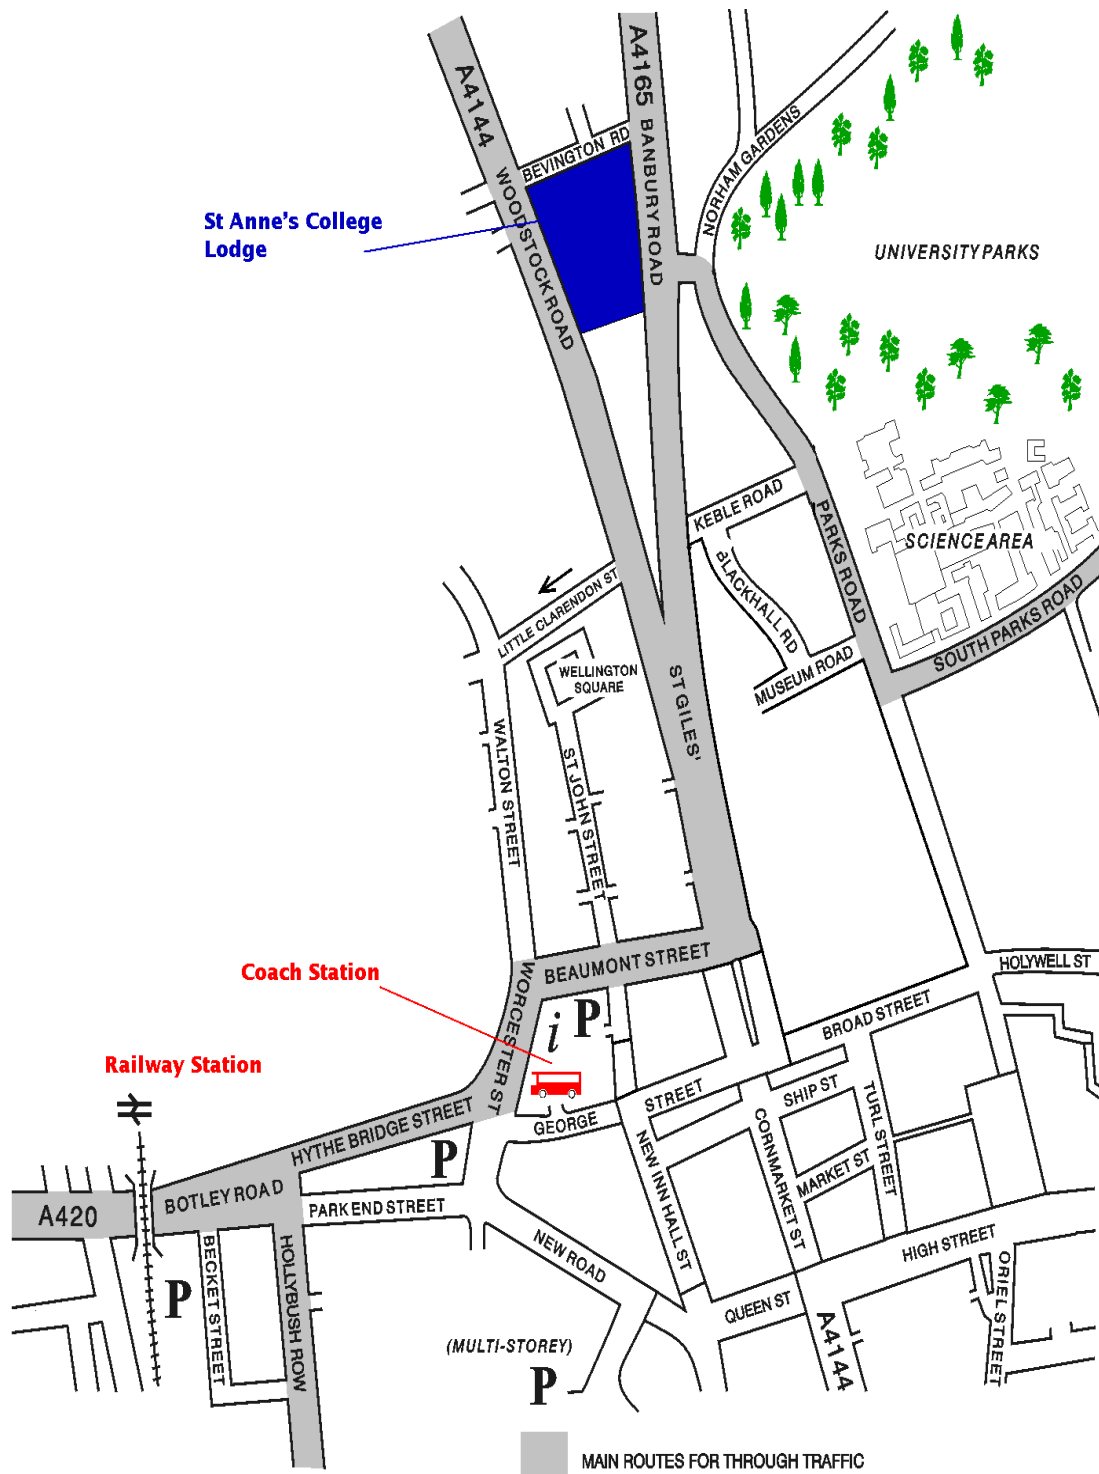 A4144
A4165
BEVINGTON RD
BANBURY ROAD
NORHAM GARDENS
WOODSTOCK ROAD
St Anne's College
Lodge
UNIVERSITY PARKS
KEBLE ROAD
PARKS ROAD
SCIENCE AREA
BLACKHALL RD
LITTLE CLARENDON ST
SOUTH PARKS ROAD
MUSEUM ROAD
WELLINGTON
SQUARE
ST GILES'
WALTON STREET
ST JOHN STREET
BEAUMONT STREET
HOLYWELL ST
Coach Station
WORCESTER ST
BROAD STREET
P
i
Railway Station
SHIP ST
STREET
GEORGE
TURL STREET
CORNMARKET ST
HYTHE BRIDGE STREET
P
NEW INN HALL ST
MARKET ST
BOTLEY ROAD
PARK END STREET
A420
HIGH STREET
NEW ROAD
BECKET STREET
HOLLYBUSH ROW
P
QUEEN ST
ORIEL STREET
A4144
(MULTI-STOREY)
P
MAIN ROUTES FOR THROUGH TRAFFIC